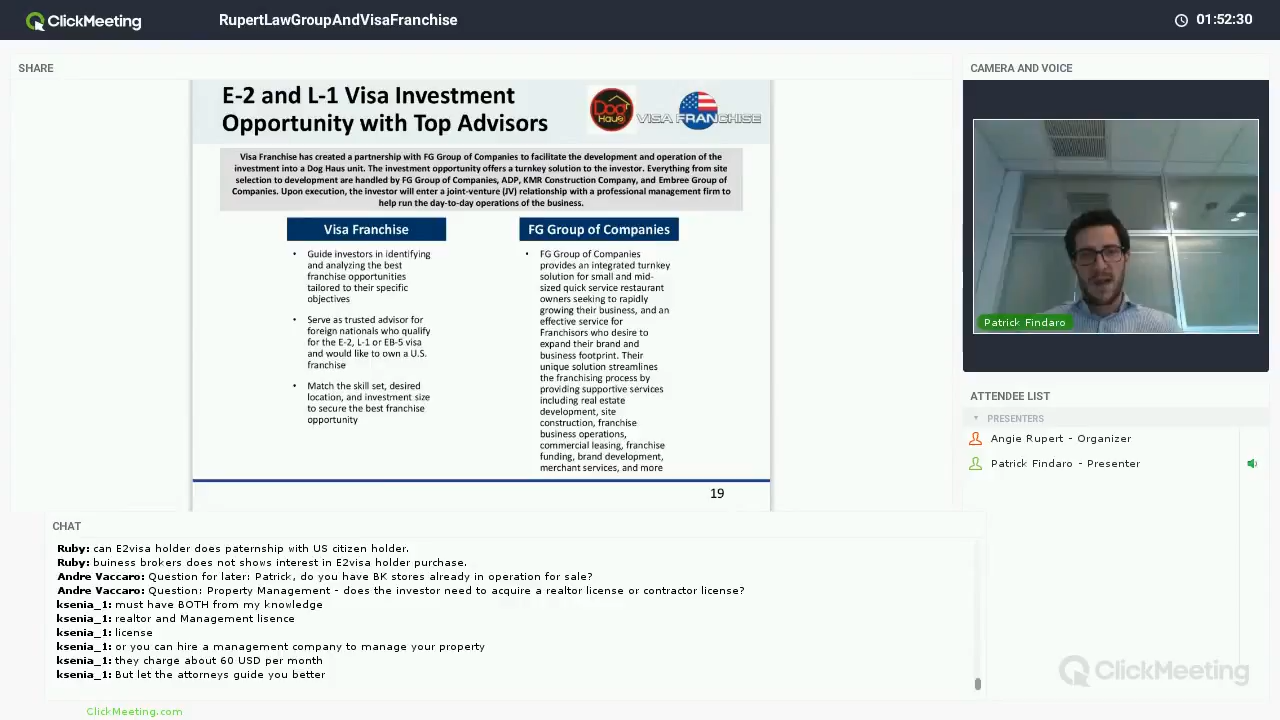 ClickMeeting
RupertLawGroupAndVisaFranchise
01:52:30
SHARE
E-2 and L-1 Visa Investment
Opportunity with Top Advisors
Dog
Haus
VISA FRANCHISE
Visa Franchise has created a partnership with FG Group of Companies to facilitate the development and operation of the
investment into a Dog Haus unit. The investment opportunity offers a turnkey solution to the investor. Everything from site
selection to development are handled by FG Group of Companies, ADP, KMR Construction Company, and Embree Group of
Companies. Upon execution, the investor will enter a joint-venture (JV) relationship with a professional management firm to
help run the day-to-day operations of the business.
Visa Franchise
• Guide investors in identifying
and analyzing the best
franchise opportunities
tailored to their specific
objectives
• Serve as trusted advisor for
foreign nationals who qualify
for the E-2, L-1 or EB-5 visa
and would like to own a U.S.
franchise
• Match the skill set, desired
location, and investment size
to secure the best franchise
opportunity
FG Group of Companies
• FG Group of Companies
provides an integrated turnkey
solution for small and mid-
sized quick service restaurant
owners seeking to rapidly
growing their business, and an
effective service for
Franchisors who desire to
expand their brand and
business footprint. Their
unique solution streamlines
the franchising process by
providing supportive services
including real estate
development, site
construction, franchise
business operations,
commercial leasing, franchise
funding, brand development,
merchant services, and more
19
CAMERA AND VOICE
Patrick Findaro
ATTENDEE LIST
PRESENTERS
Angie Rupert - Organizer
Patrick Findaro - Presenter
CHAT
Ruby: can E2visa holder does paternship with US citizen holder.
Ruby: buiness brokers does not shows interest in E2visa holder purchase.
Andre Vaccaro: Question for later: Patrick, do you have BK stores already in operation for sale?
Andre Vaccaro: Question: Property Management - does the investor need to acquire a realtor license or contractor license?
ksenia_1: must have BOTH from my knowledge
ksenia_1: realtor and Management lisence
ksenia_1: license
ksenia_1: or you can hire a management company to manage your property
ksenia_1: they charge about 60 USD per month
ksenia_1: But let the attorneys guide you better
ClickMeeting
ClickMeeting.com